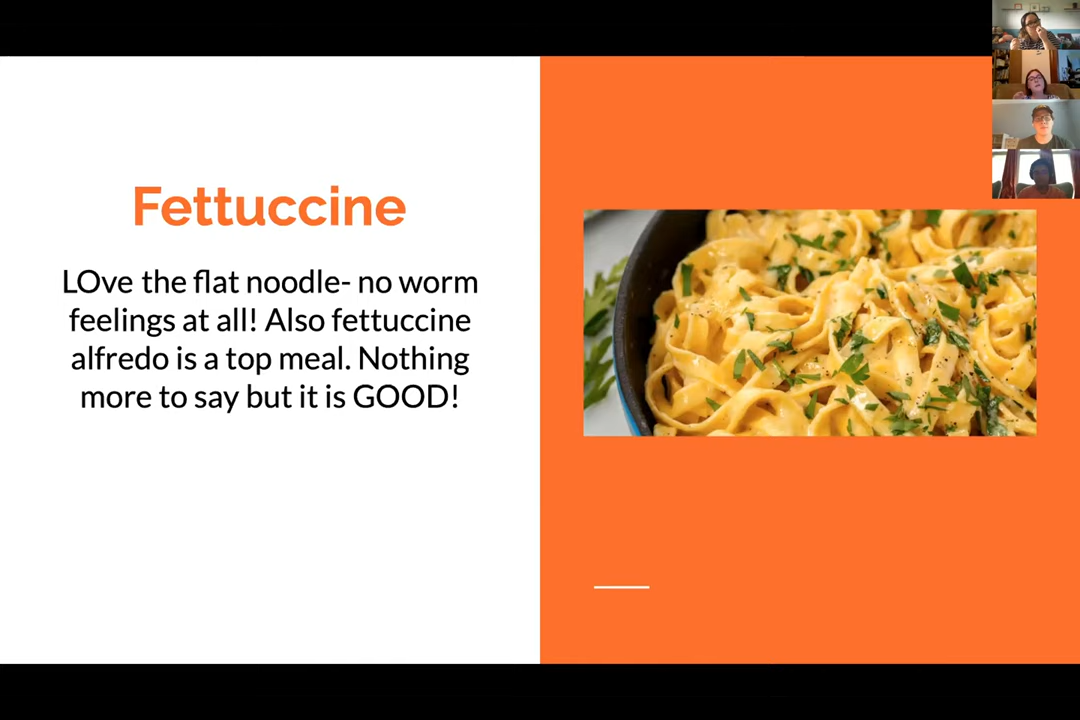 Fettuccine
LOve the flat noodle- no worm
feelings at all! Also fettuccine
alfredo is a top meal. Nothing
more to say but it is GOOD!